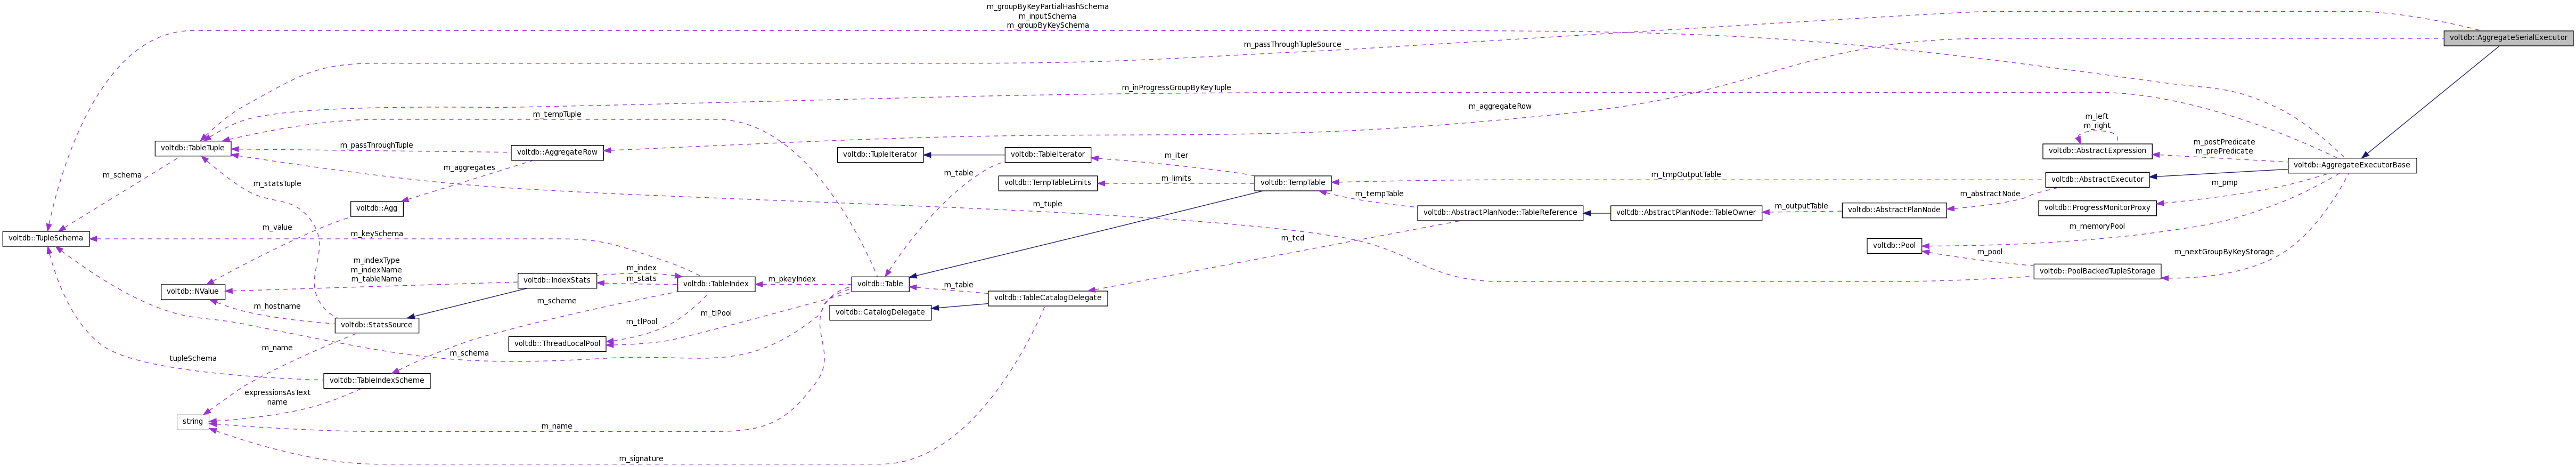 m_groupByKeyPartialHashSchema
m_inputSchema
m_groupByKeySchema
voltdb::AggregateSerialExecutor
m_passThroughTupleSource
m_inProgressGroupByKeyTuple
m_aggregateRow
m_tempTuple
m_left
m_right
voltdb::TableTuple
m_passThroughTuple
voltdb::AggregateRow
voltdb::TupleIterator
voltdb::TableIterator
m_iter
voltdb::AbstractExpression
m_postPredicate
m_prePredicate
voltdb::AggregateExecutorBase
m_schema
m_statsTuple
m_aggregates
m_table
voltdb::TempTableLimits
m_limits
voltdb::TempTable
m_tmpOutputTable
voltdb::AbstractExecutor
m_pmp
m_tempTable
m_abstractNode
voltdb::Agg
m_tuple
voltdb::AbstractPlanNode::TableReference
voltdb::AbstractPlanNode::TableOwner
m_outputTable
voltdb::AbstractPlanNode
voltdb::ProgressMonitorProxy
m_value
m_keySchema
voltdb::TupleSchema
m_tcd
m_memoryPool
voltdb::Pool
m_pool
m_nextGroupByKeyStorage
m_indexType
m_indexName
m_tableName
voltdb::IndexStats
m_index
m_stats
voltdb::TableIndex
m_pkeyIndex
voltdb::Table
m_table
voltdb::TableCatalogDelegate
voltdb::PoolBackedTupleStorage
voltdb::NValue
m_hostname
m_scheme
m_tlPool
m_tlPool
voltdb::CatalogDelegate
voltdb::StatsSource
voltdb::ThreadLocalPool
m_name
m_schema
tupleSchema
voltdb::TableIndexScheme
expressionsAsText
name
string
m_name
m_signature